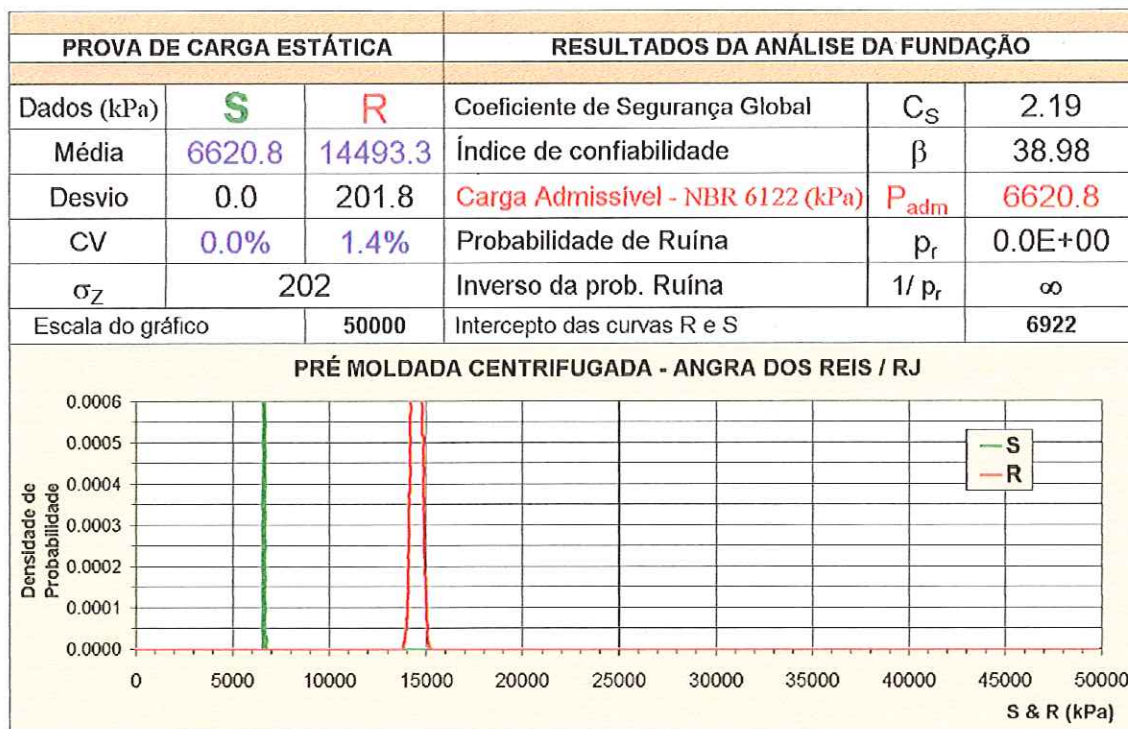 PROVA DE CARGA ESTÁTICA RESULTADOS DA ANÁLISE DA FUNDAÇÃO
Dados (kPa) S R Coeficiente de Segurança Global C_S 2.19
Média 6620.8 14493.3 Índice de confiabilidade β 38.98
Desvio 0.0 201.8 Carga Admissível - NBR 6122 (kPa) P_adm 6620.8
CV 0.0% 1.4% Probabilidade de Ruína p_r 0.0E+00
σ_Z 202 Inverso da prob. Ruína 1/ p_r ∞
Escala do gráfico 50000 Intercepto das curvas R e S 6922
PRÉ MOLDADA CENTRIFUGADA - ANGRA DOS REIS / RJ
Densidade de
Probabilidade
0.0006
0.0005
0.0004
0.0003
0.0002
0.0001
0.0000
S
R
0 5000 10000 15000 20000 25000 30000 35000 40000 45000 50000
S & R (kPa)